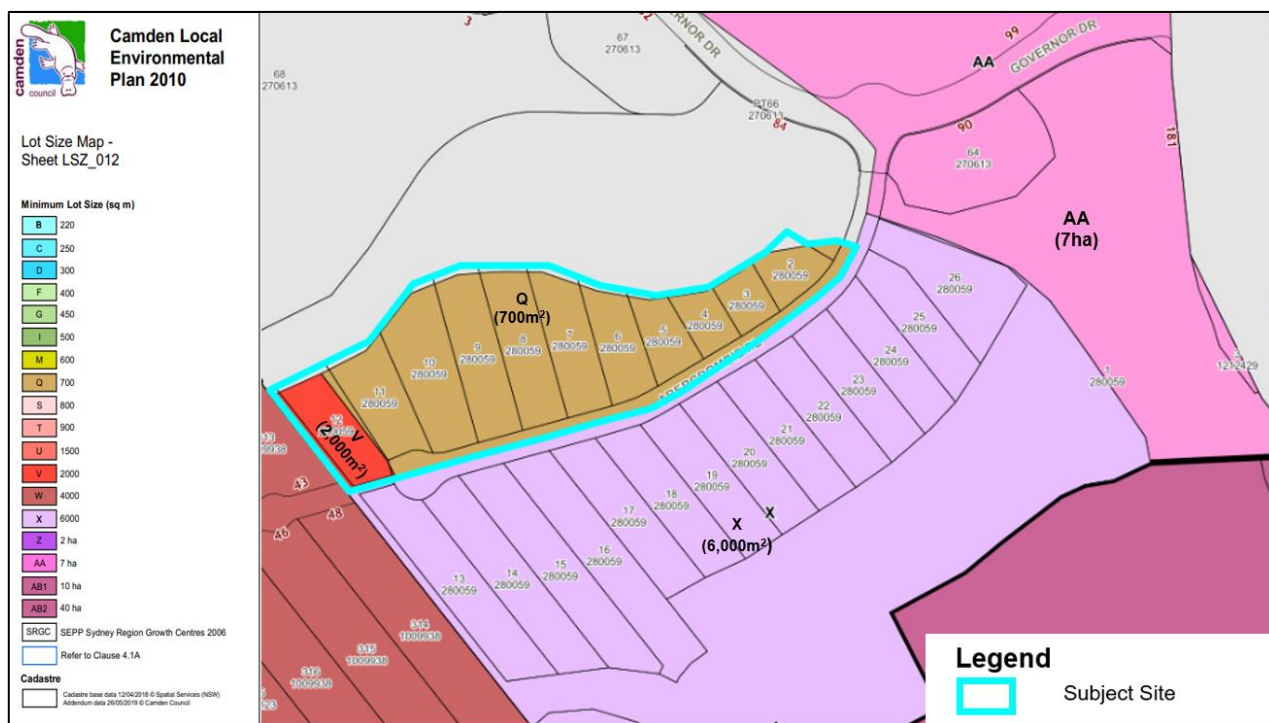 camden
council
Camden Local
Environmental
Plan 2010
Lot Size Map -
Sheet LSZ_012
Minimum Lot Size (sq m)
B 220
C 250
D 300
F 400
G 450
I 500
M 600
Q 700
S 800
T 900
U 1500
V 2000
W 4000
X 6000
Z 2 ha
AA 7 ha
AB1 10 ha
AB2 40 ha
SRGC SEPP Sydney Region Growth Centres 2006
Refer to Clause 4.1A
Cadastre
Cadastre base data 12/04/2018 © Spatial Services (NSW)
Addendum data 26/05/2019 © Camden Council
3
67
270613
68
270613
GOVERNOR DR
99
AA
PT66
270613
84
90
64
270613
181
AA
(7ha)
2
280059
3
280059
4
280059
5
280059
6
280059
7
280059
8
280059
9
280059
10
280059
11
280059
12
Q
(700m²)
V
(2,000m²)
26
280059
25
280059
24
280059
23
280059
22
280059
21
280059
20
280059
19
280059
18
280059
17
280059
16
280059
15
280059
14
280059
13
280059
1
280059
1212429
X
X
(6,000m²)
43
46
48
314
1009938
315
1009938
316
1009938
Legend
Subject Site